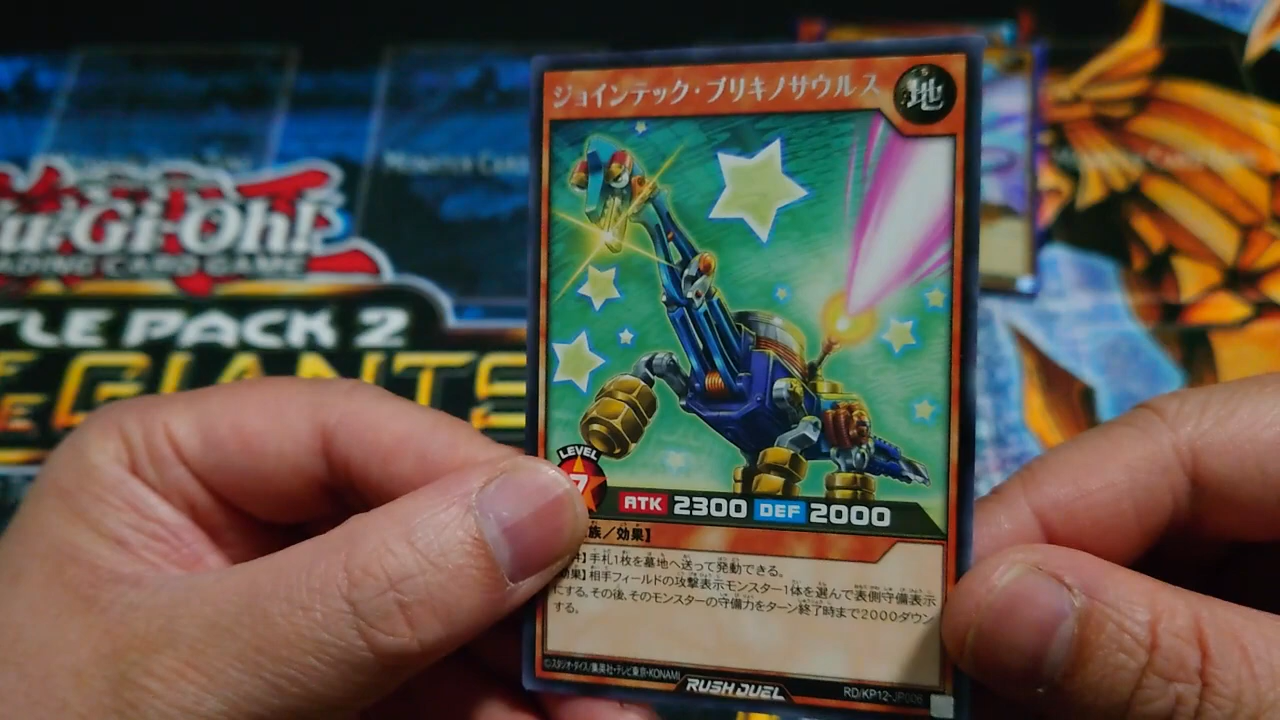 ジョインテック・ブリキノサウルス
地
LEVEL
7
ATK 2300 DEF 2000
族／効果】
】手札1枚を墓地へ送って発動できる。
効果】相手フィールドの攻撃表示モンスター1体を選んで表側守備表示
にする。その後、そのモンスターの守備力をターン終了時まで2000ダウン
する。
©スタジオ・ダイス/集英社・テレビ東京・KONAMI
RUSH DUEL
RD/KP12-JP006
u-Gi-Oh!
ADING CARD GAME
TLE PACK 2
GIANTS